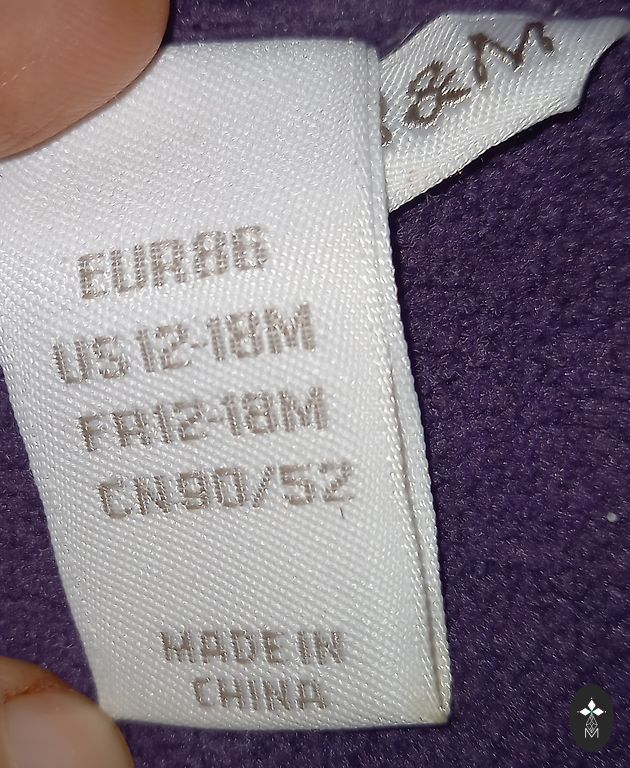 &M
EUR86
US12-18M
FR12-18M
CN90/52
MADE IN
CHINA
M